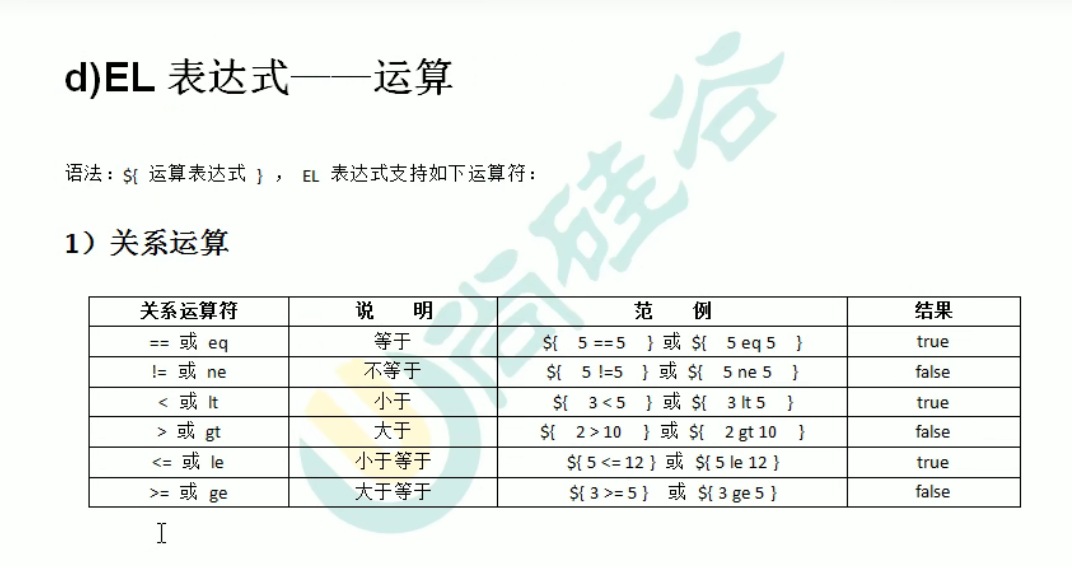 d)EL 表达式——运算
语法：${ 运算表达式 } ， EL 表达式支持如下运算符：
1）关系运算
关系运算符 说 明 范 例 结果
== 或 eq 等于 ${ 5 == 5 } 或 ${ 5 eq 5 } true
!= 或 ne 不等于 ${ 5 !=5 } 或 ${ 5 ne 5 } false
< 或 lt 小于 ${ 3 < 5 } 或 ${ 3 lt 5 } true
> 或 gt 大于 ${ 2 > 10 } 或 ${ 2 gt 10 } false
<= 或 le 小于等于 ${ 5 <= 12 } 或 ${ 5 le 12 } true
>= 或 ge 大于等于 ${ 3 >= 5 } 或 ${ 3 ge 5 } false
尚硅谷